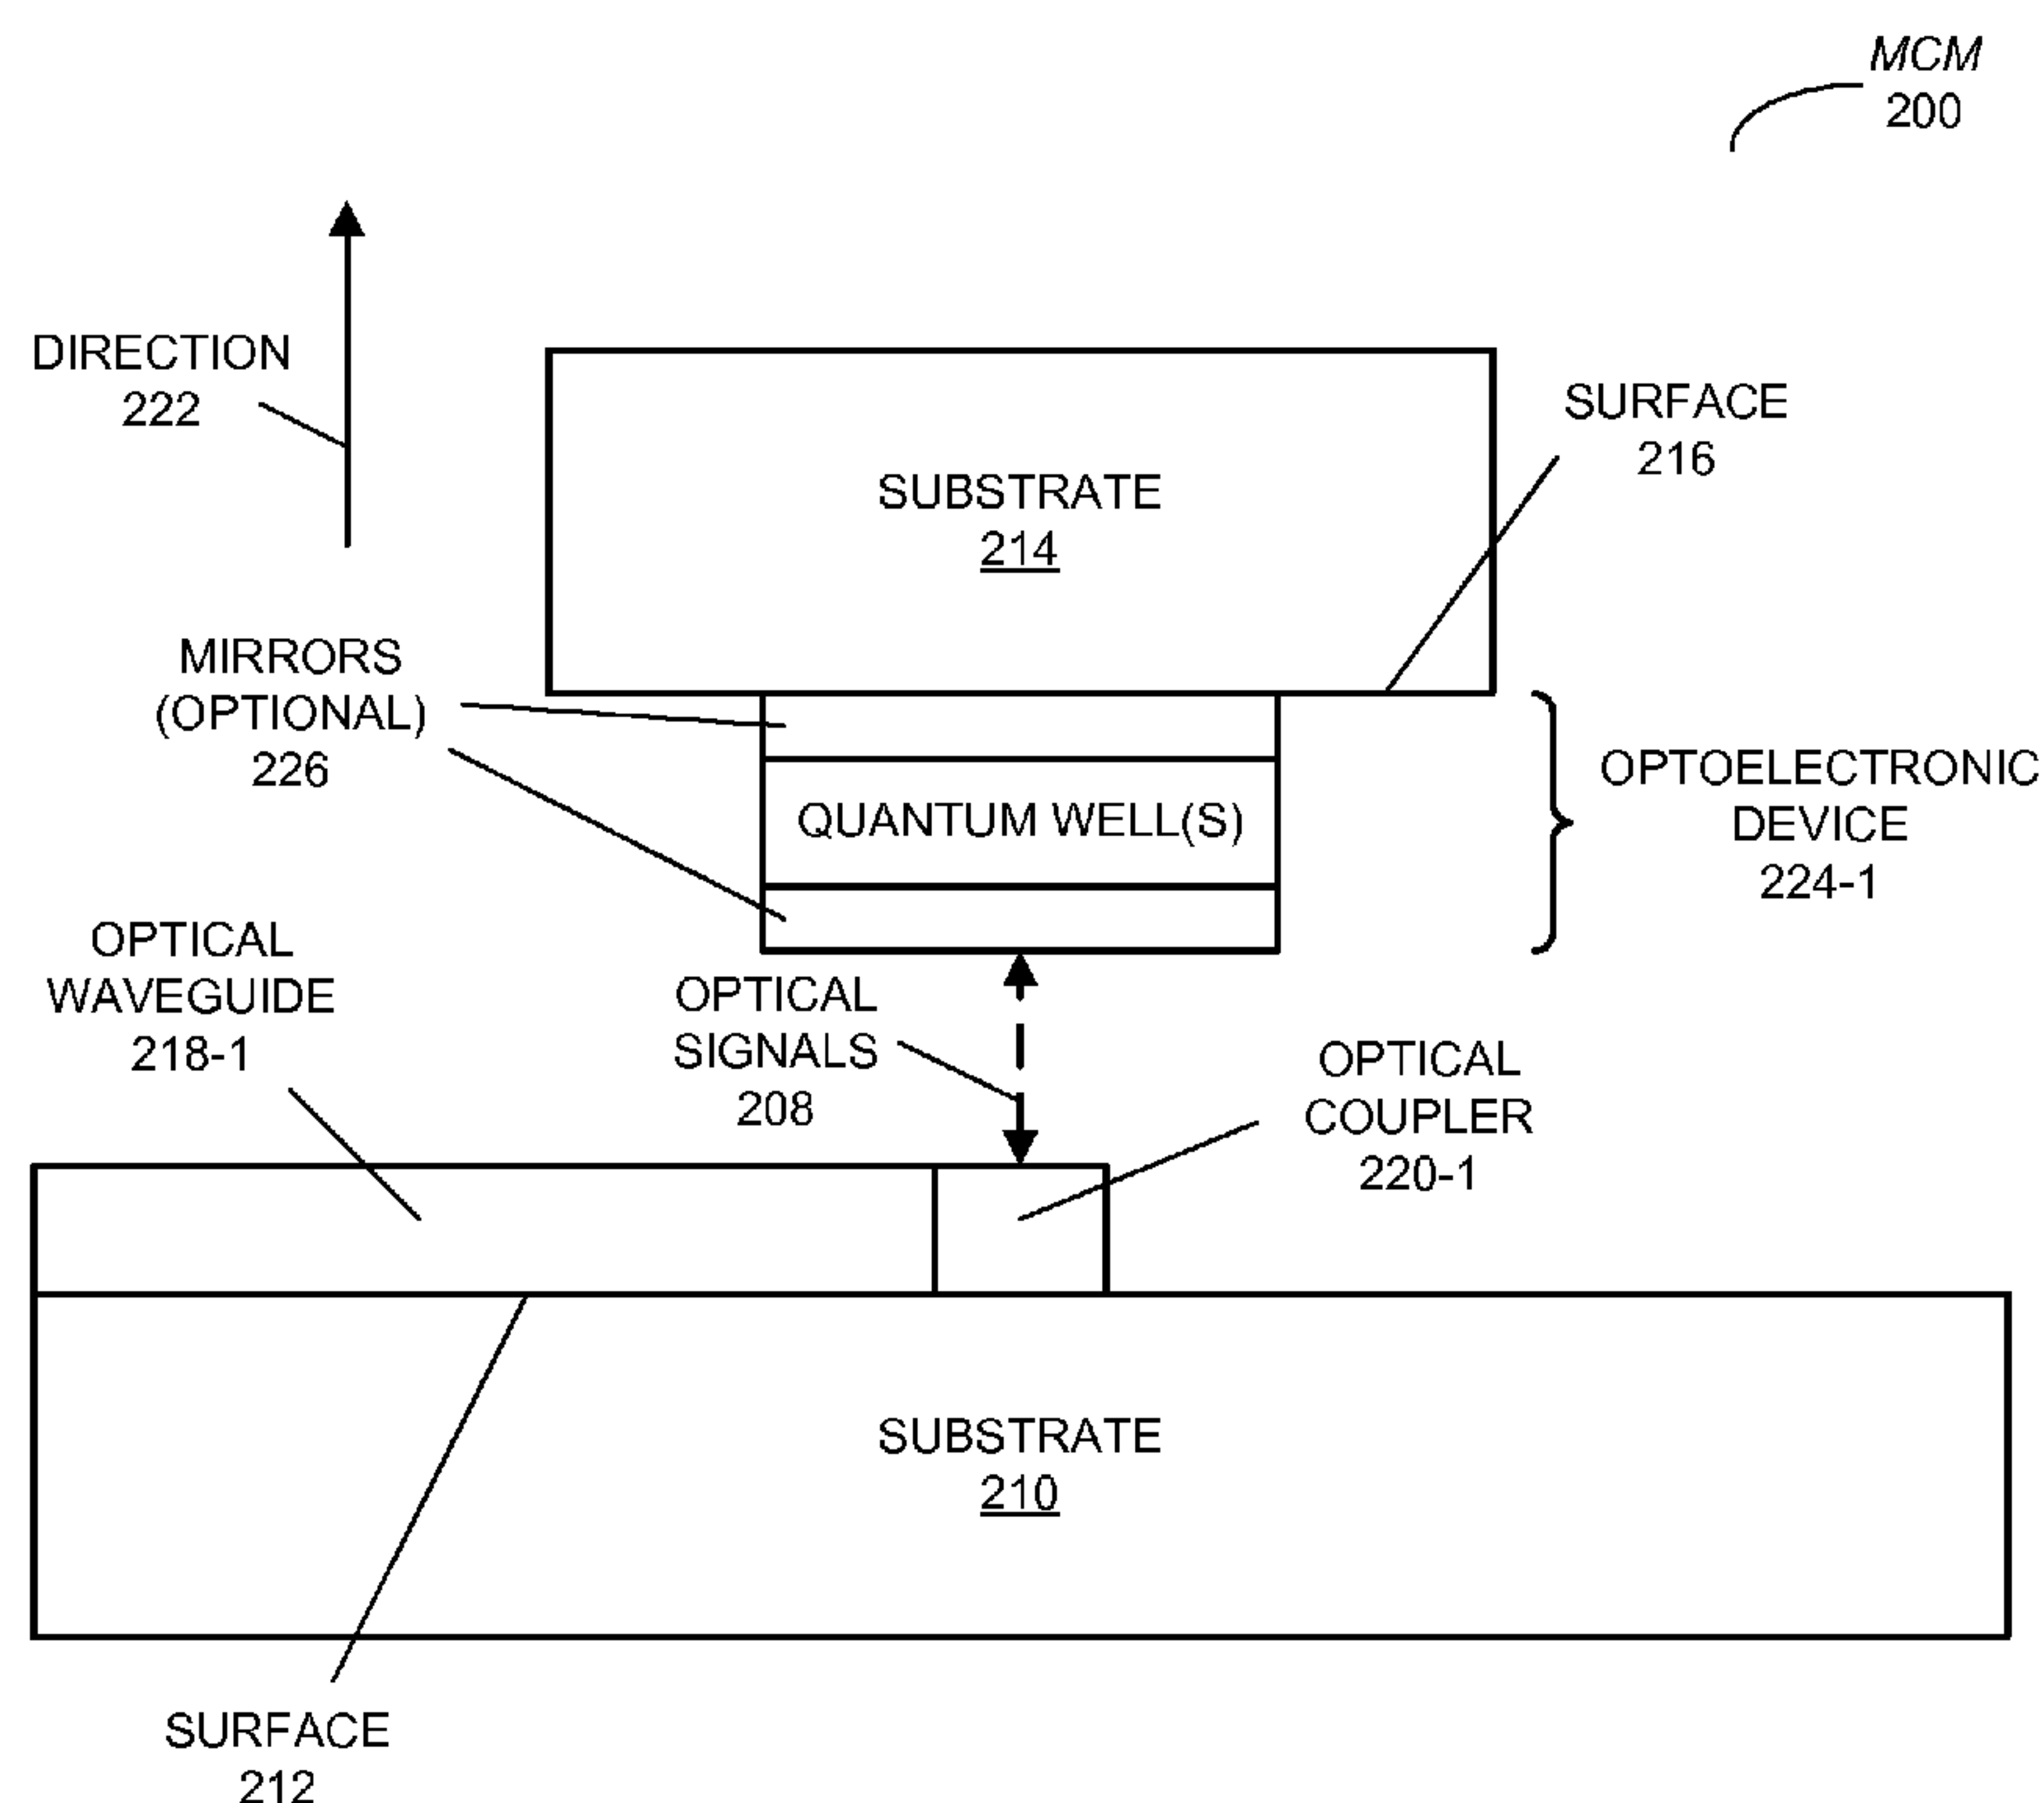 MCM
200
DIRECTION
222
SURFACE
216
SUBSTRATE
214
MIRRORS
(OPTIONAL)
226
QUANTUM WELL(S)
OPTOELECTRONIC
DEVICE
224-1
OPTICAL
WAVEGUIDE
218-1
OPTICAL
SIGNALS
208
OPTICAL
COUPLER
220-1
SUBSTRATE
210
SURFACE
212